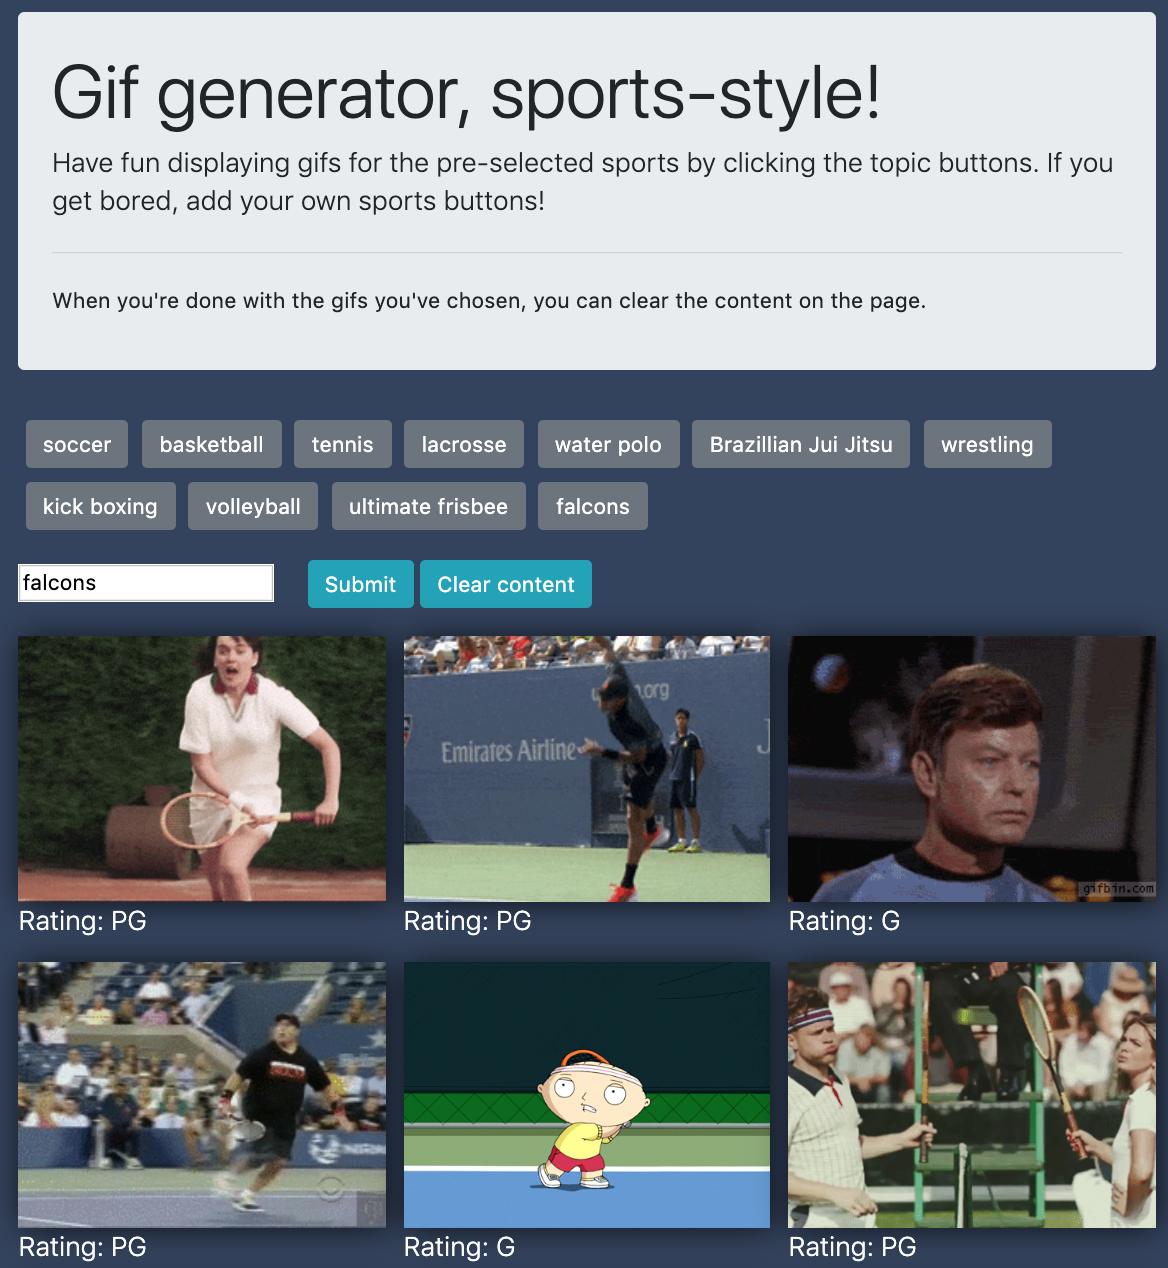 Gif generator, sports-style!
Have fun displaying gifs for the pre-selected sports by clicking the topic buttons. If you
get bored, add your own sports buttons!
When you're done with the gifs you've chosen, you can clear the content on the page.
soccer basketball tennis lacrosse water polo Brazillian Jui Jitsu wrestling
kick boxing volleyball ultimate frisbee falcons
falcons Submit Clear content
.org
Emirates Airline
gifbin.com
Rating: PG Rating: PG Rating: G
Rating: PG Rating: G Rating: PG